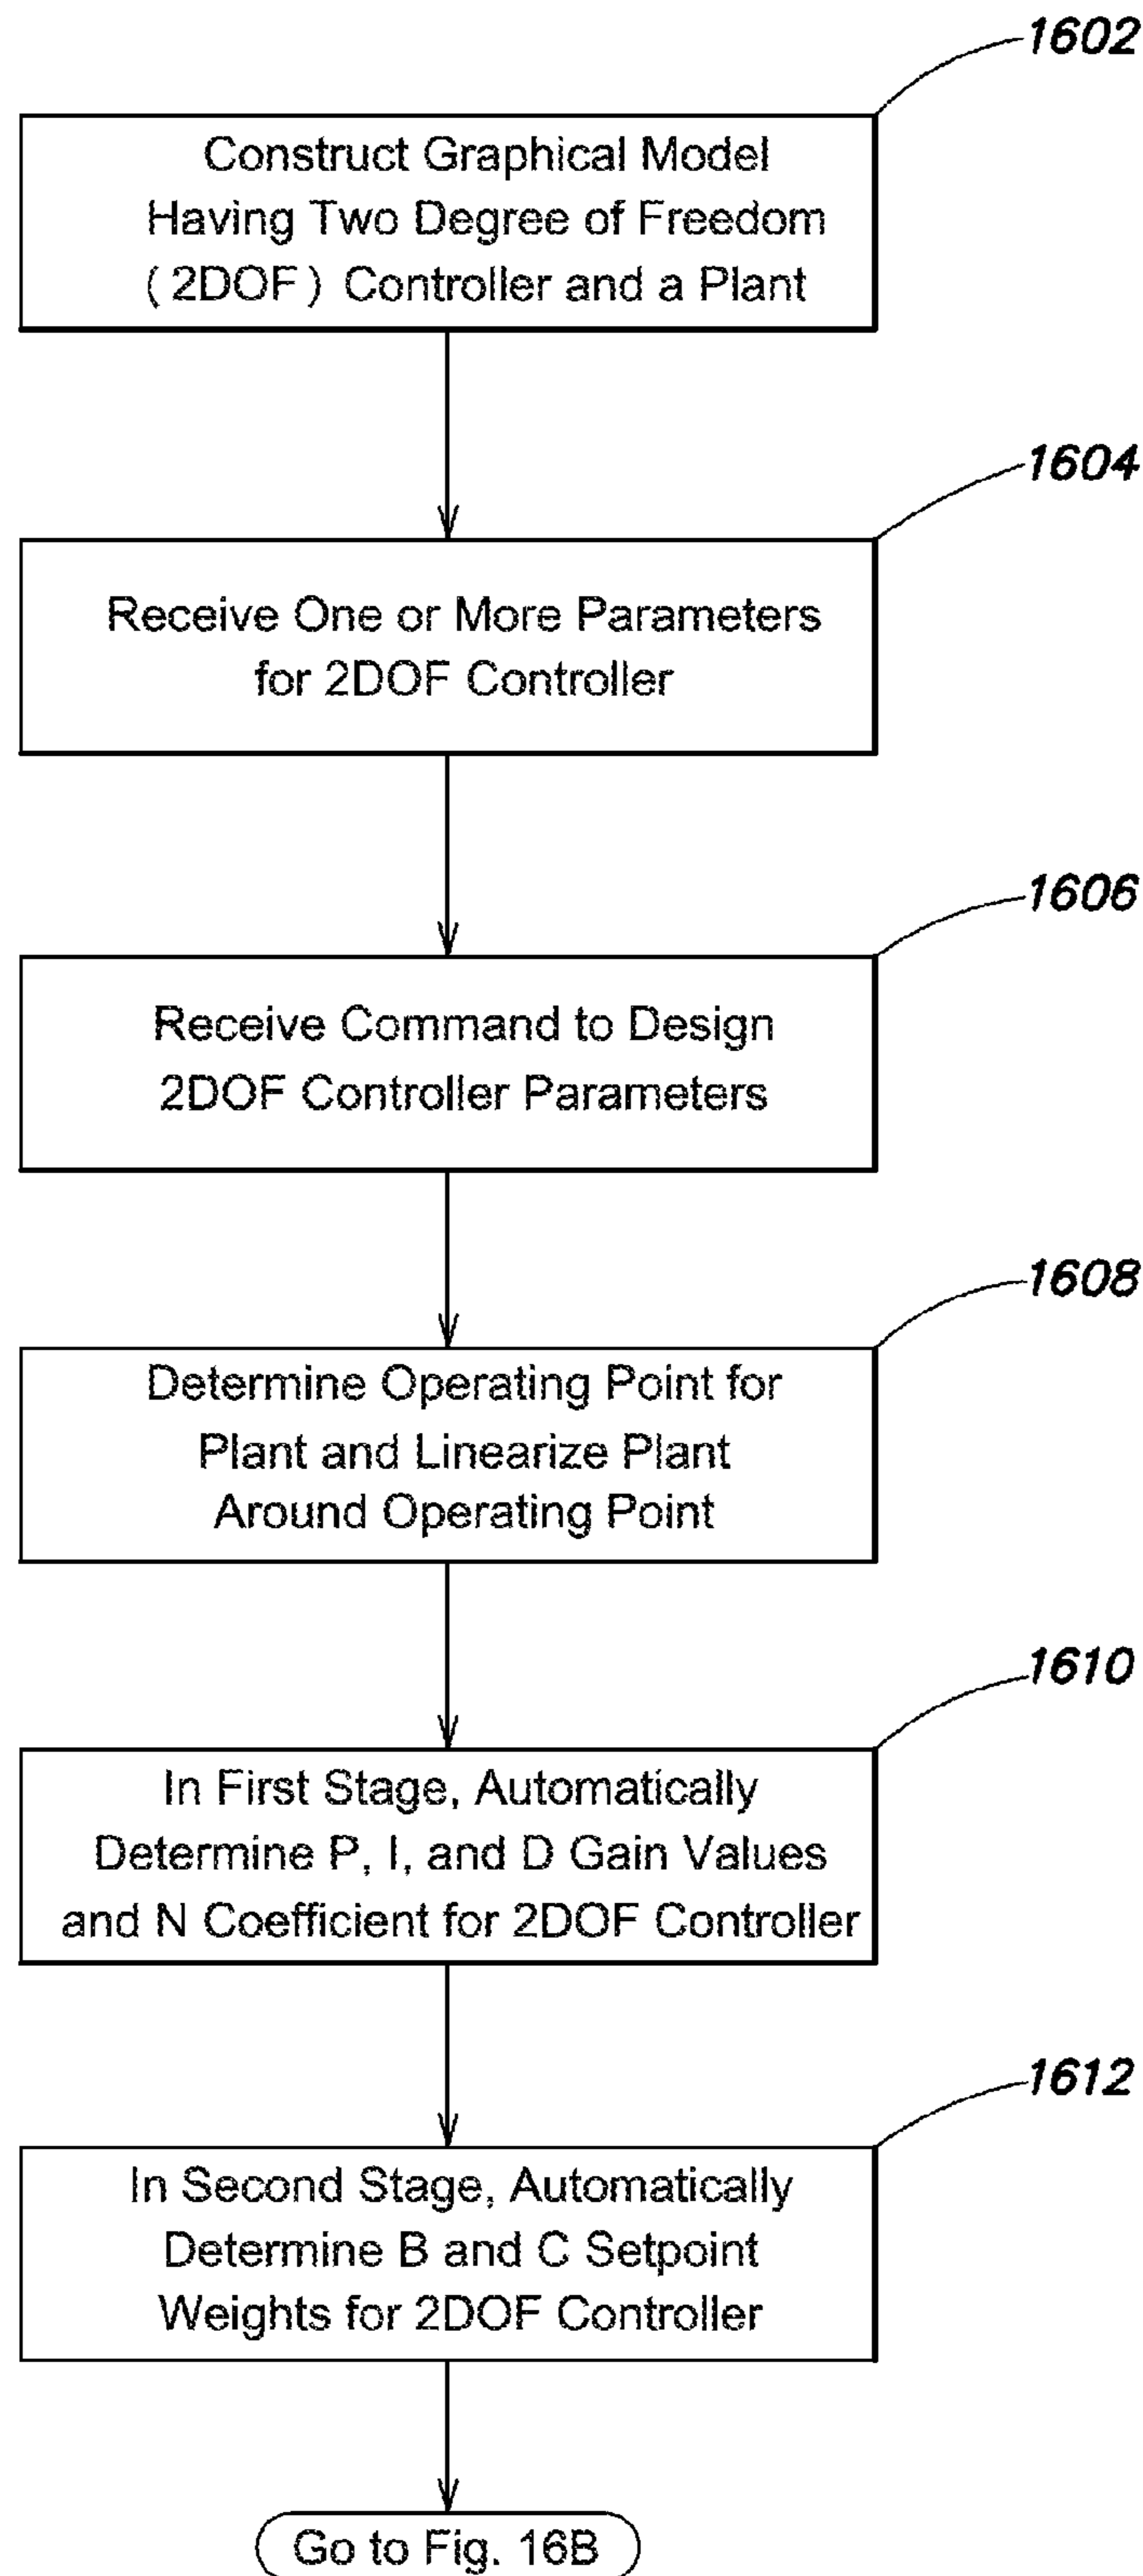 1602
Construct Graphical Model
Having Two Degree of Freedom
(2DOF) Controller and a Plant
1604
Receive One or More Parameters
for 2DOF Controller
1606
Receive Command to Design
2DOF Controller Parameters
1608
Determine Operating Point for
Plant and Linearize Plant
Around Operating Point
1610
In First Stage, Automatically
Determine P, I, and D Gain Values
and N Coefficient for 2DOF Controller
1612
In Second Stage, Automatically
Determine B and C Setpoint
Weights for 2DOF Controller
Go to Fig. 16B